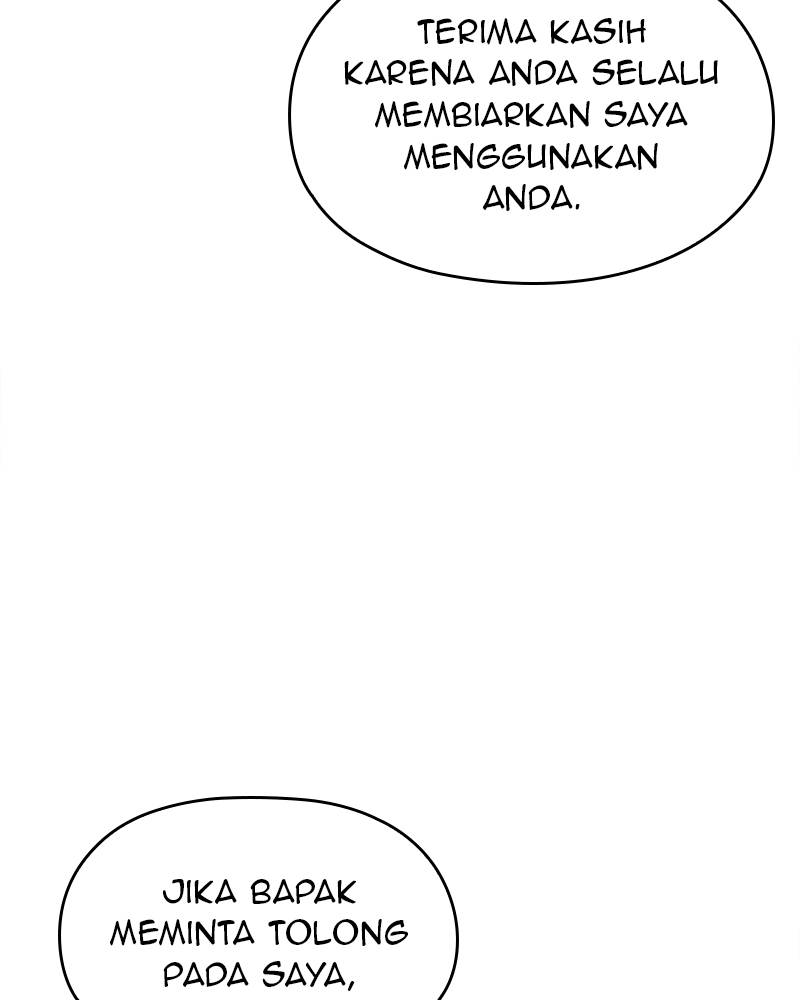 TERIMA KASIH
KARENA ANDA SELALU
MEMBIARKAN SAYA
MENGGUNAKAN
ANDA.
JIKA BAPAK
MEMINTA TOLONG
PADA SAYA,